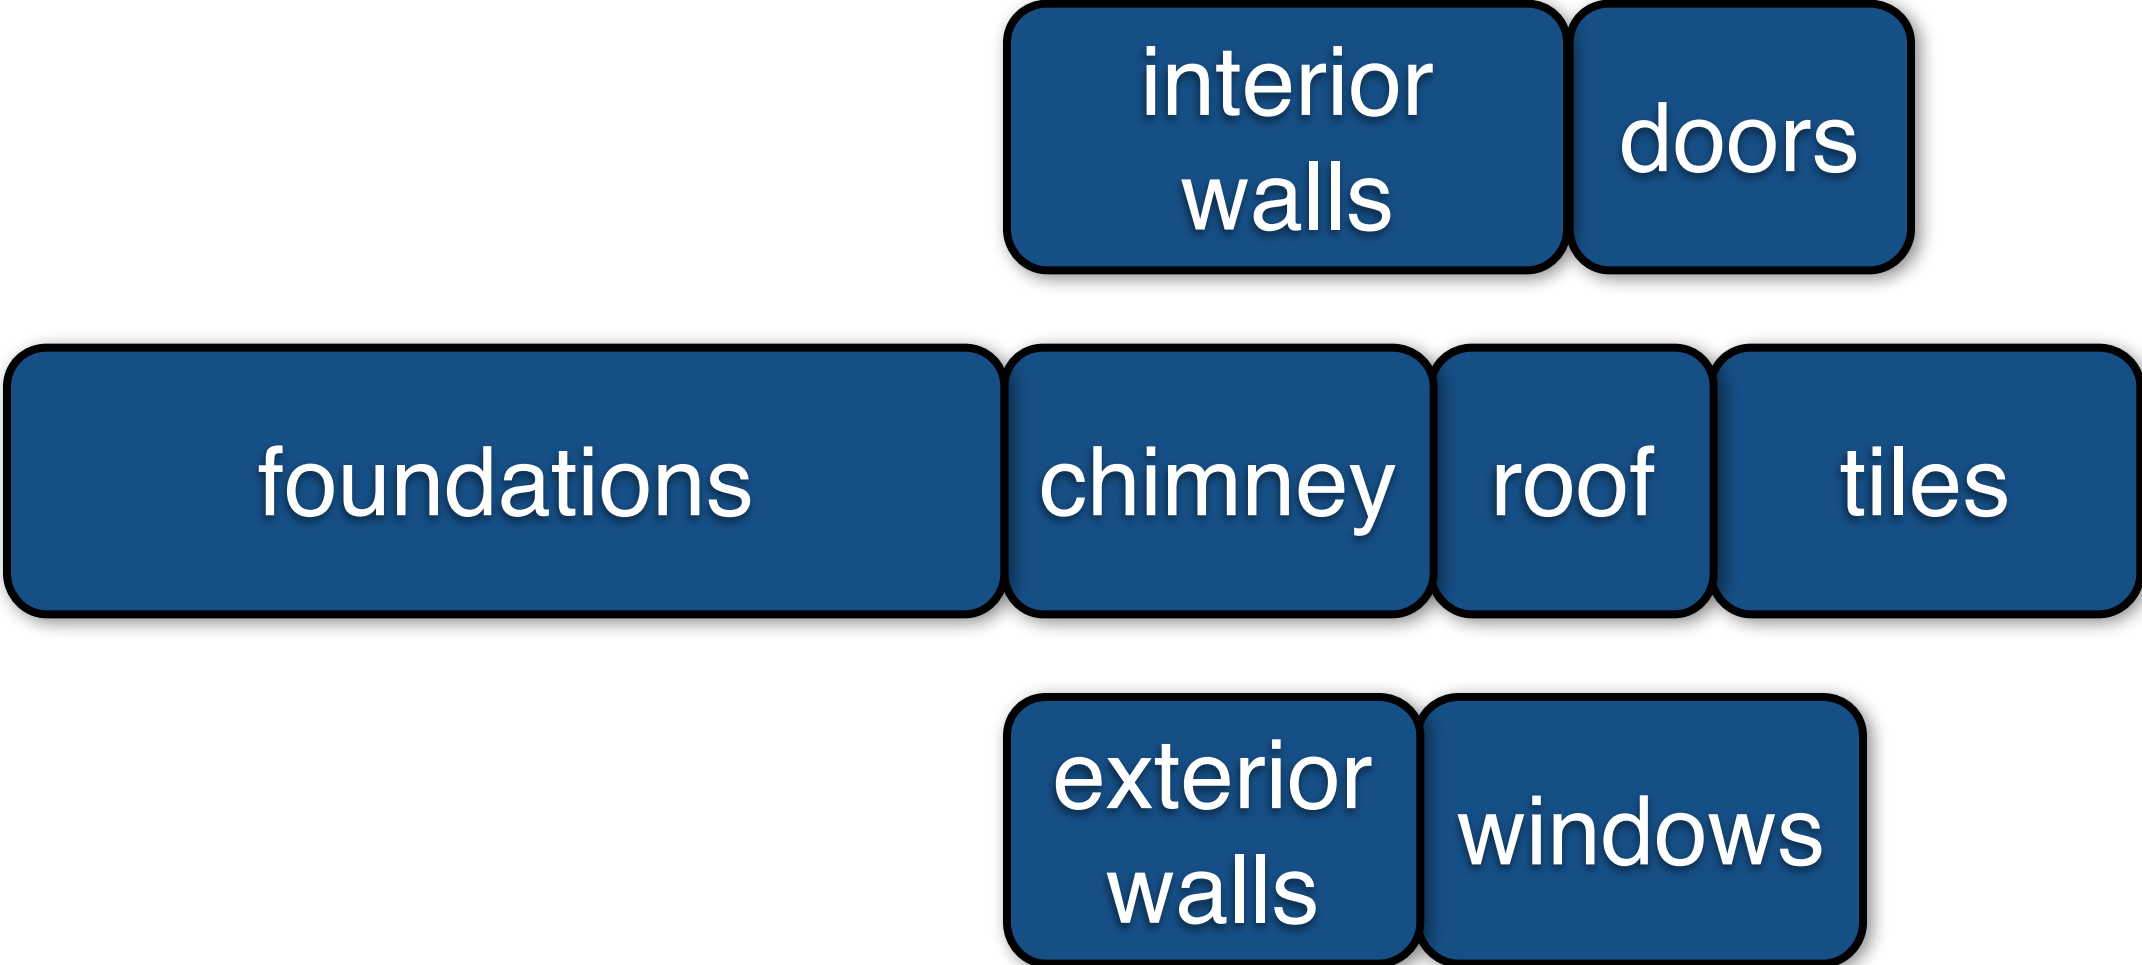 interior
walls
doors
foundations
chimney
roof
tiles
exterior
walls
windows